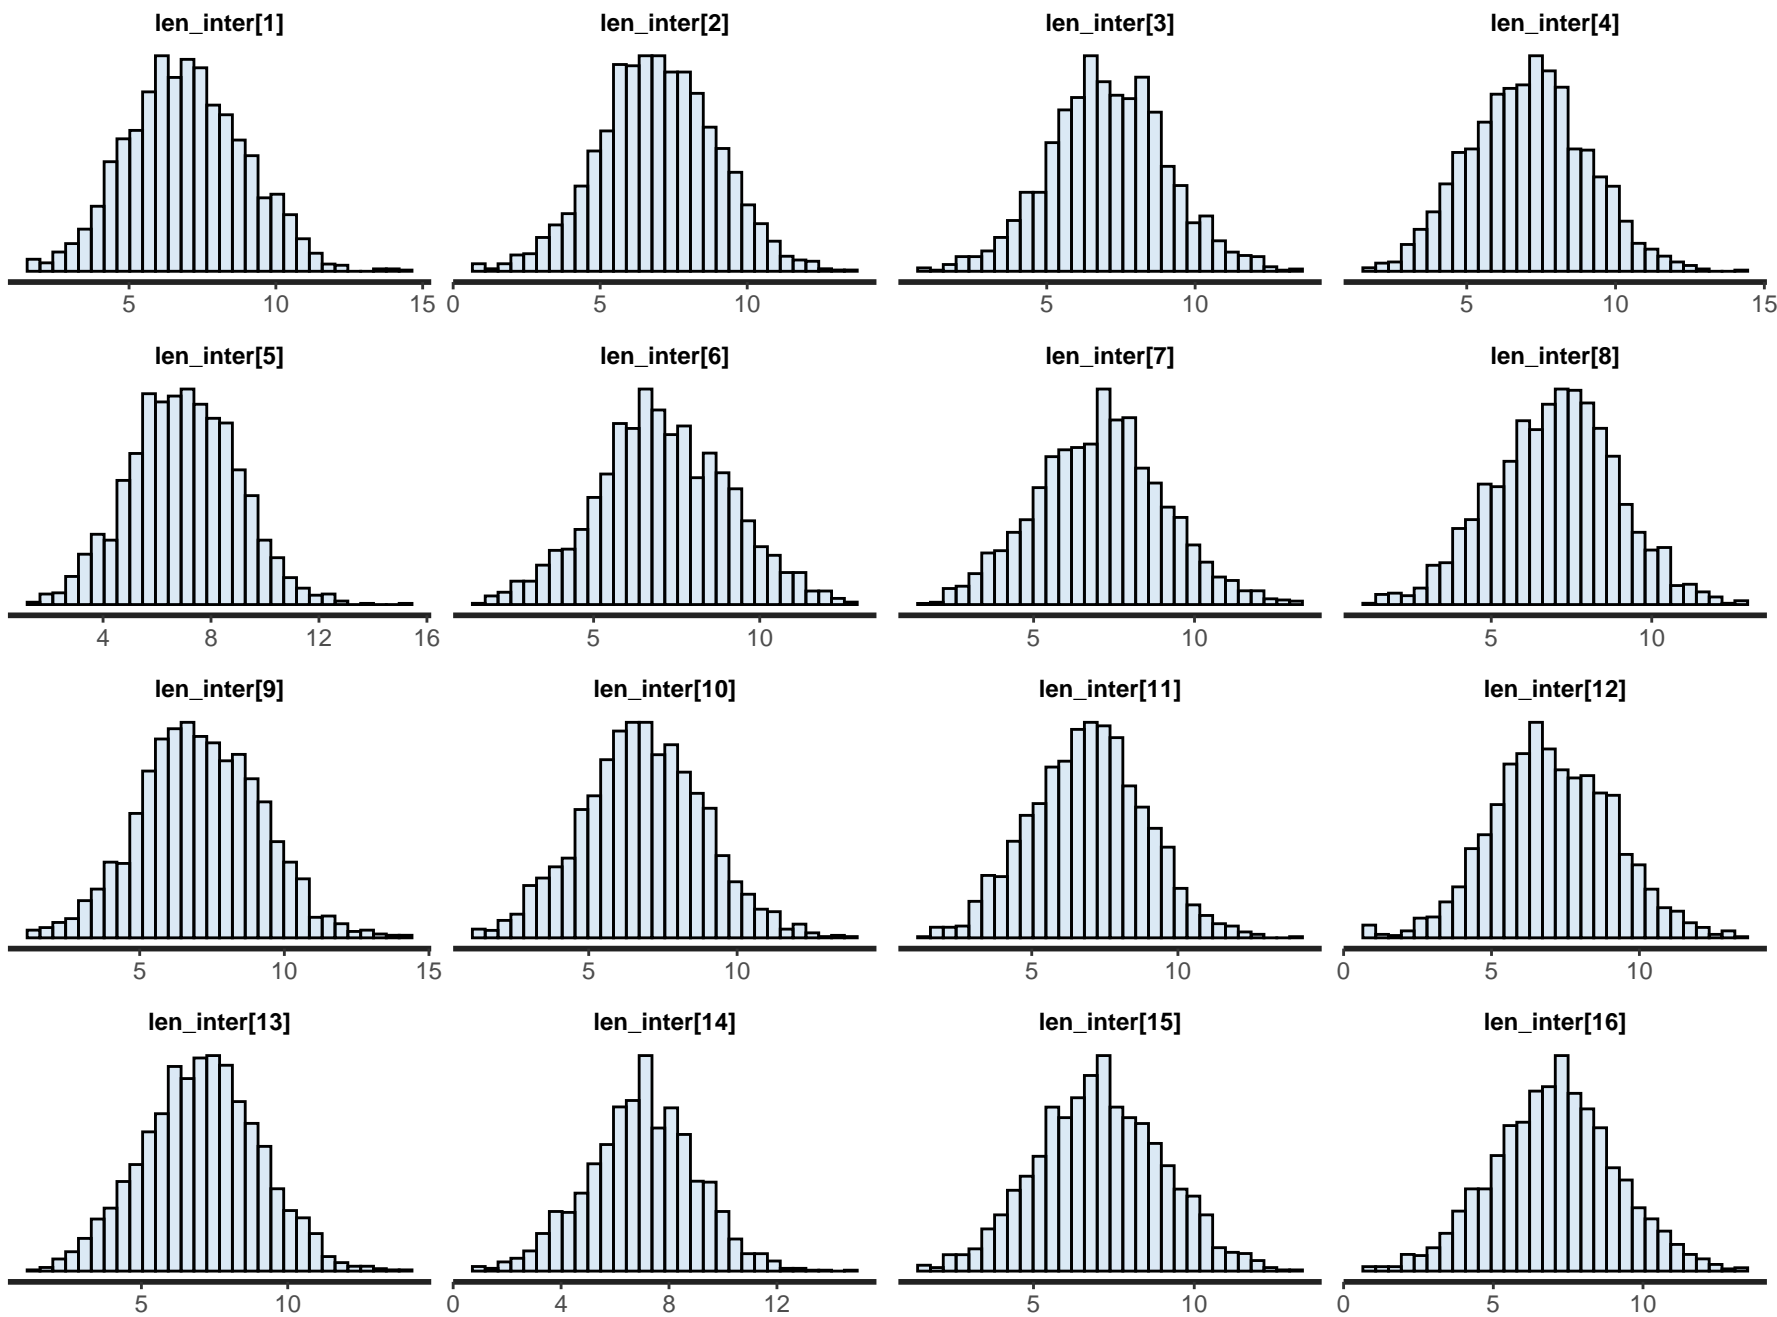 len_inter[1] len_inter[2] len_inter[3] len_inter[4]
5 10 15 0 5 10 5 10 5 10 15
len_inter[5] len_inter[6] len_inter[7] len_inter[8]
4 8 12 16 5 10 5 10 5 10
len_inter[9] len_inter[10] len_inter[11] len_inter[12]
5 10 15 5 10 5 10 0 5 10
len_inter[13] len_inter[14] len_inter[15] len_inter[16]
5 10 0 4 8 12 5 10 0 5 10